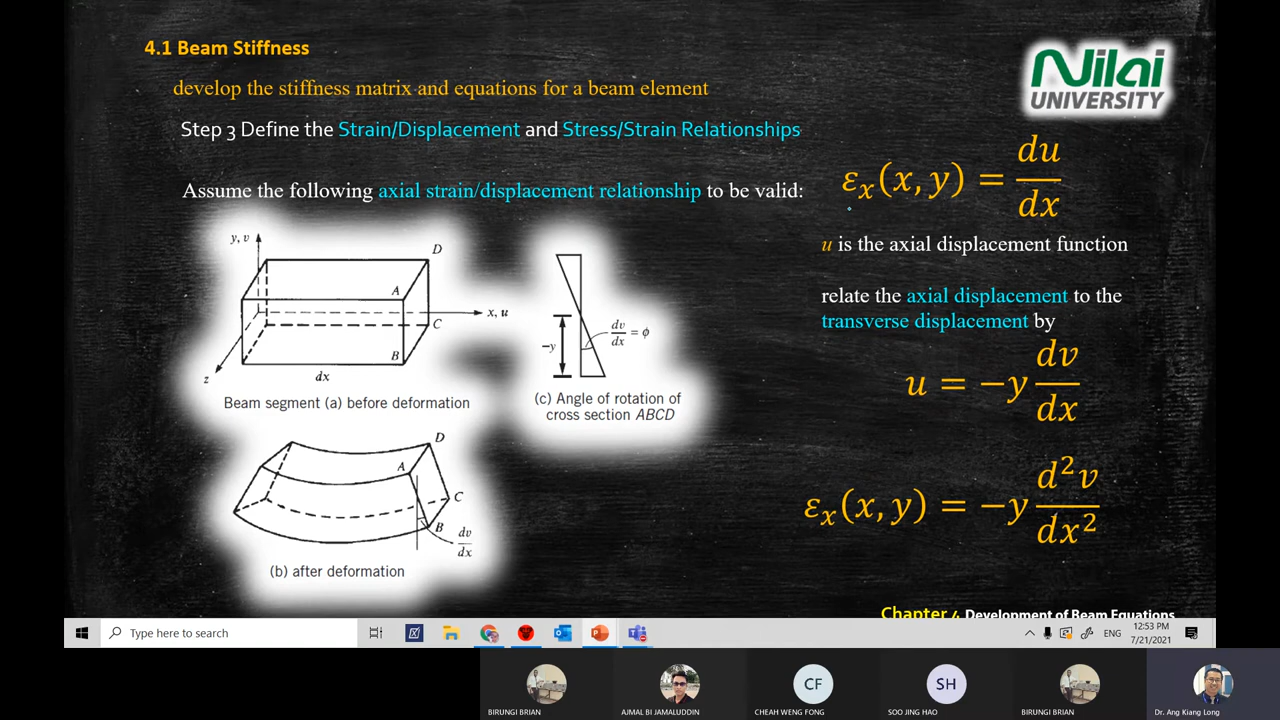 4.1 Beam Stiffness
develop the stiffness matrix and equations for a beam element
Nilai
UNIVERSITY
Step 3 Define the Strain/Displacement and Stress/Strain Relationships
Assume the following axial strain/displacement relationship to be valid:
εx(x, y) = du/dx
u is the axial displacement function
relate the axial displacement to the
transverse displacement by
u = −y dv/dx
εx(x, y) = −y d²v/dx²
y, v
D
A
x, u
C
B
z
dx
Beam segment (a) before deformation
−y
dv/dx = ϕ
(c) Angle of rotation of
cross section ABCD
D
A
C
B
dv/dx
(b) after deformation
Chapter 4 Development of Beam Equations
Type here to search
ENG
12:53 PM
7/21/2021
BIRUNGI BRIAN
AJMAL BI JAMALUDDIN
CF
CHEAH WENG FONG
SH
SOO JING HAO
BIRUNGI BRIAN
Dr. Ang Kiang Long